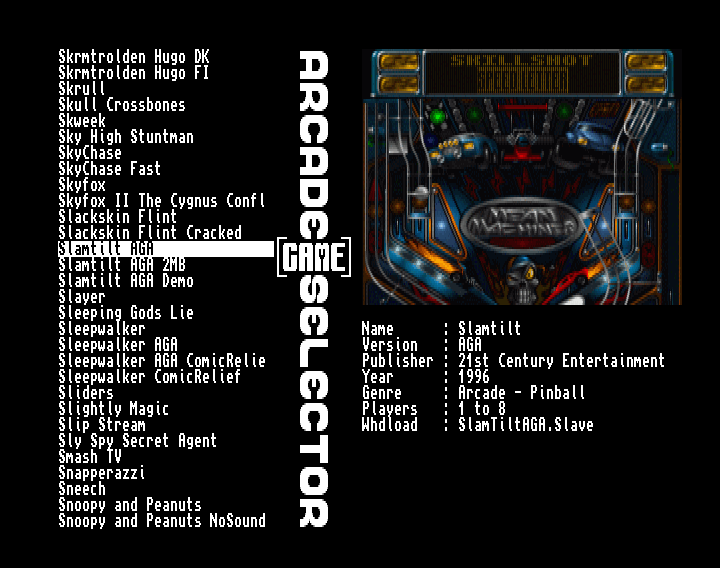 Skrmtrolden Hugo DK
Skrmtrolden Hugo FI
Skrull
Skull Crossbones
Skweek
Sky High Stuntman
SkyChase
SkyChase Fast
Skyfox
Skyfox II The Cygnus Confl
Slackskin Flint
Slackskin Flint Cracked
Slamtilt AGA
Slamtilt AGA 2MB
Slamtilt AGA Demo
Slayer
Sleeping Gods Lie
Sleepwalker
Sleepwalker AGA
Sleepwalker AGA ComicRelie
Sleepwalker ComicRelief
Sliders
Slightly Magic
Slip Stream
Sly Spy Secret Agent
Smash TV
Snapperazzi
Sneech
Snoopy and Peanuts
Snoopy and Peanuts NoSound
ARCADE
GAME
SELECTOR
SKILLSHOT
MEAN
MACHINES
Name : Slamtilt
Version : AGA
Publisher : 21st Century Entertainment
Year : 1996
Genre : Arcade - Pinball
Players : 1 to 8
Whdload : SlamTiltAGA.Slave